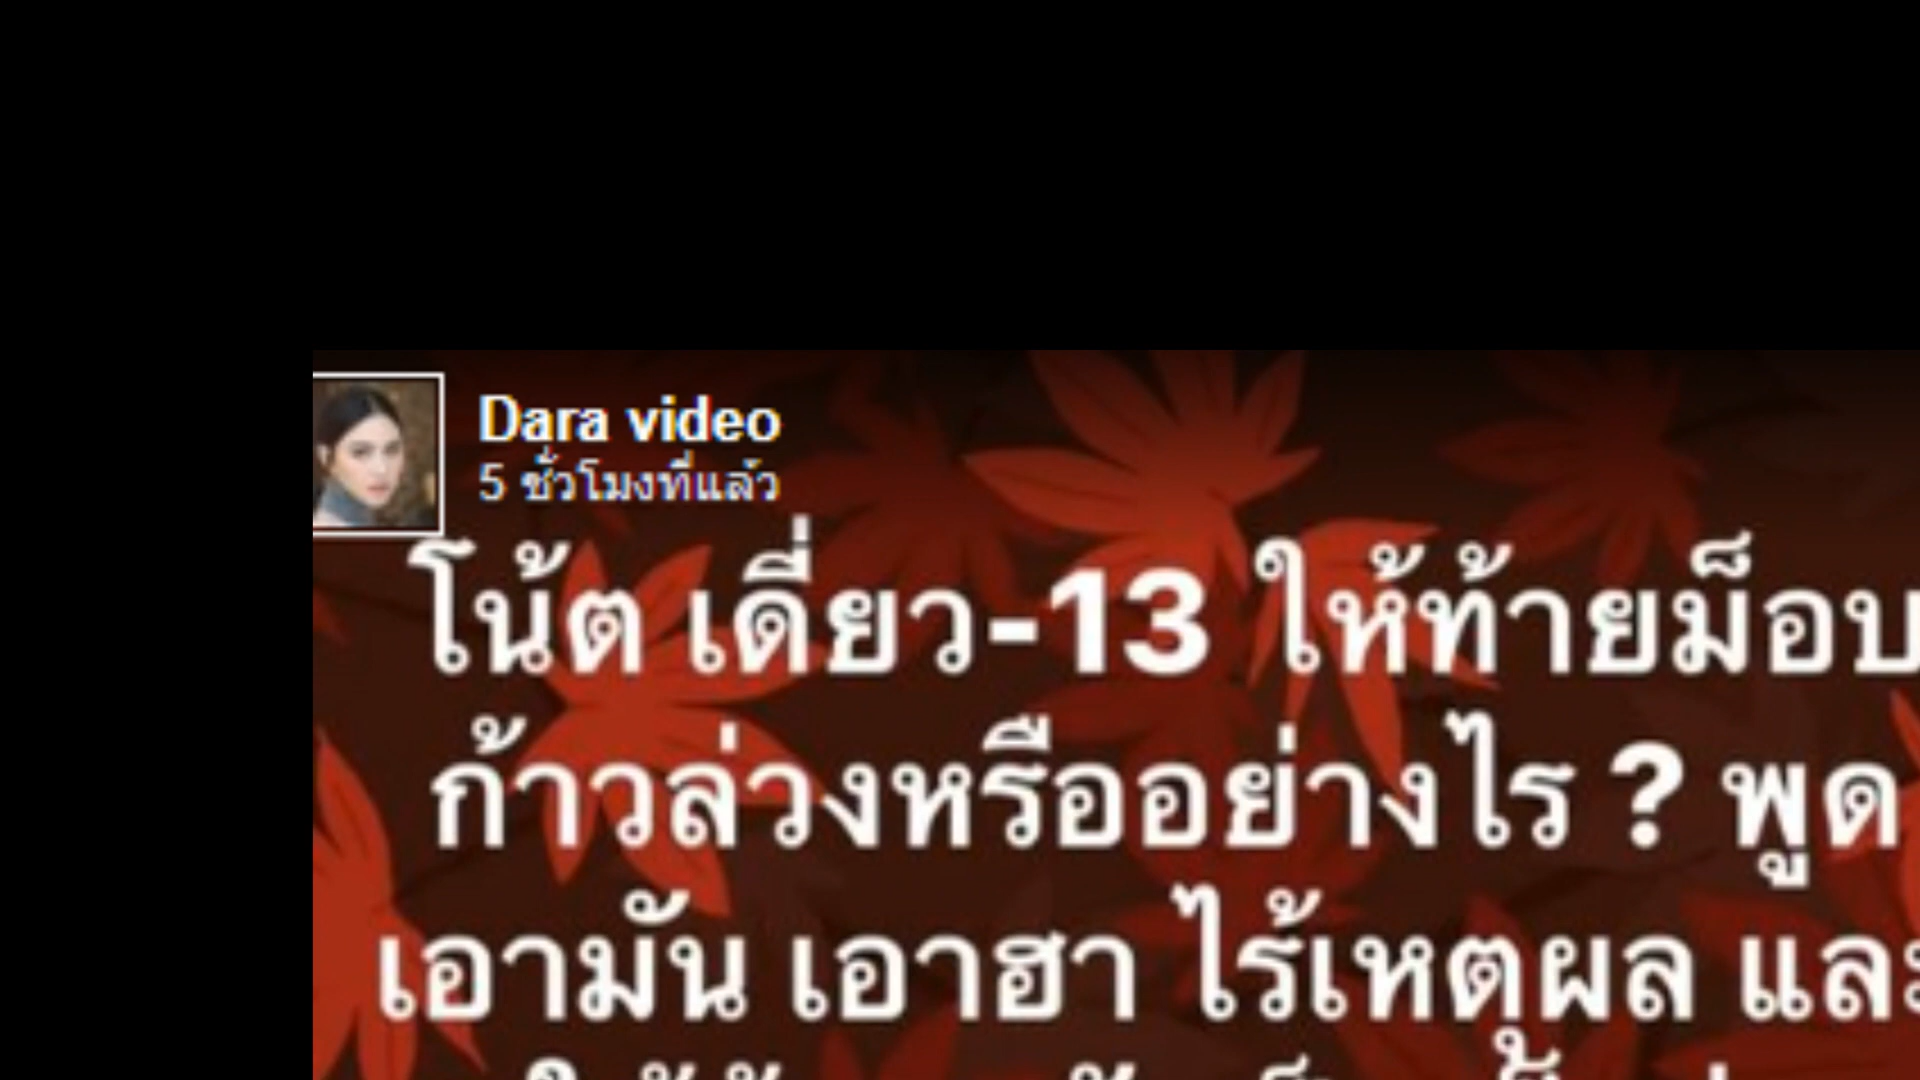 Dara video
5 ชั่วโมงที่แล้ว
โน้ต เดี่ยว-13 ให้ท้ายม็อบ
ก้าวล่วงหรืออย่างไร ? พูด
เอามัน เอาฮา ไร้เหตุผล และ